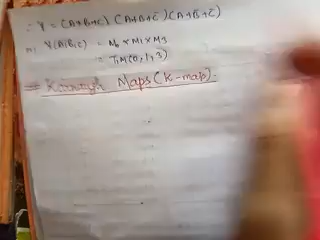 ∴ Y = (A+B+C) (A+B+C̅) (A+B̅+C̅)
Y(A,B,C) = M₀ × M₁ × M₃
= πM(0,1,3)
⇒ Karnaugh Maps (K-map).